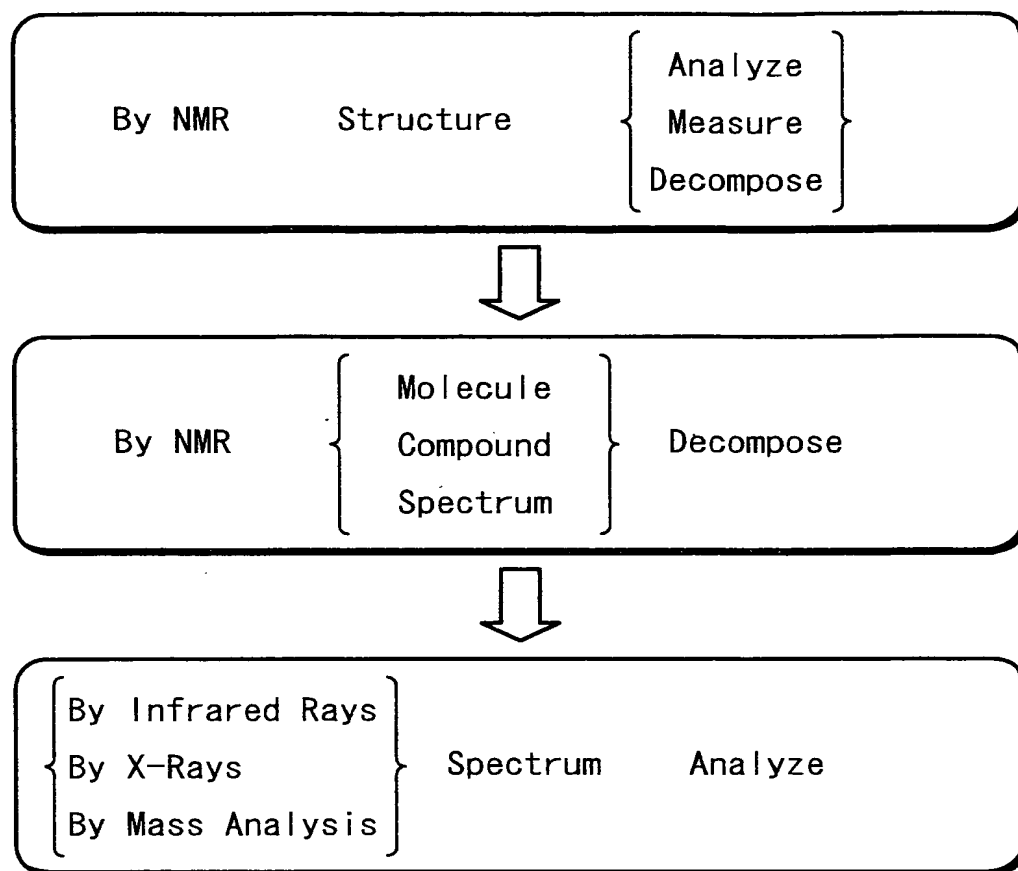 Analyze
By NMR Structure Measure
Decompose
Molecule
By NMR Compound Decompose
Spectrum
By Infrared Rays
By X-Rays Spectrum Analyze
By Mass Analysis